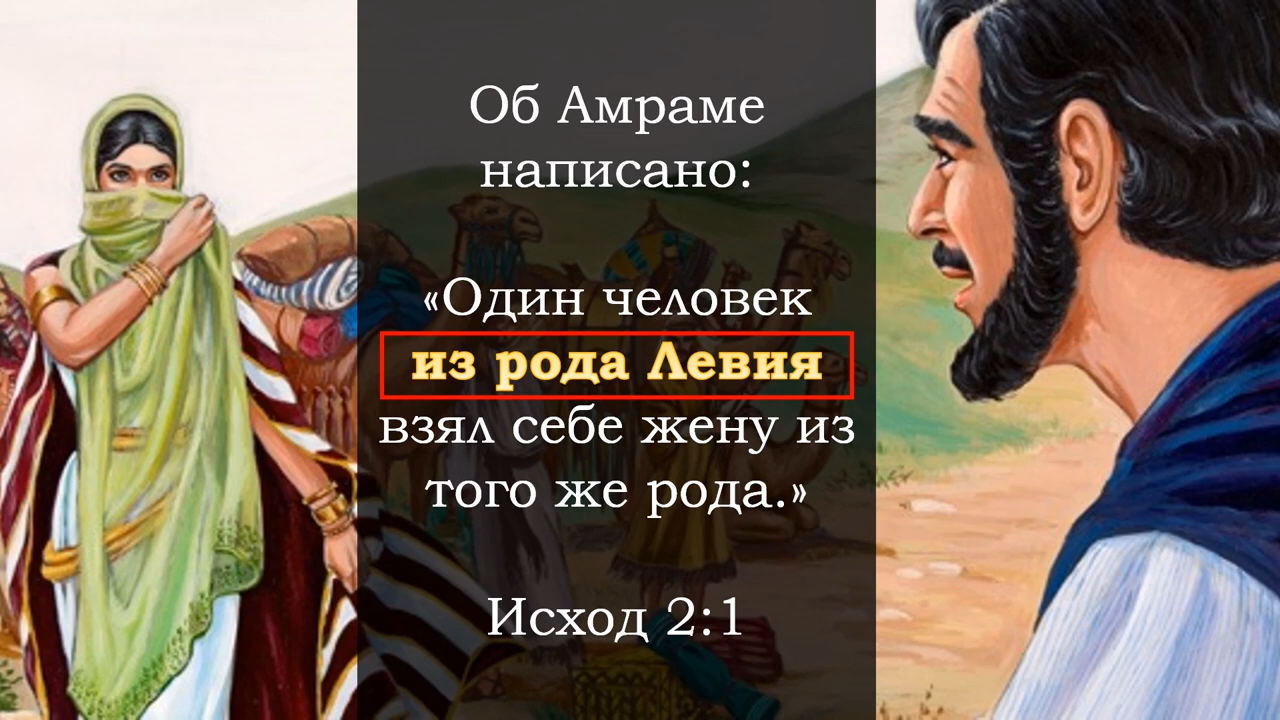 Об Амраме
написано:
«Один человек
из рода Левия
взял себе жену из
того же рода.»
Исход 2:1